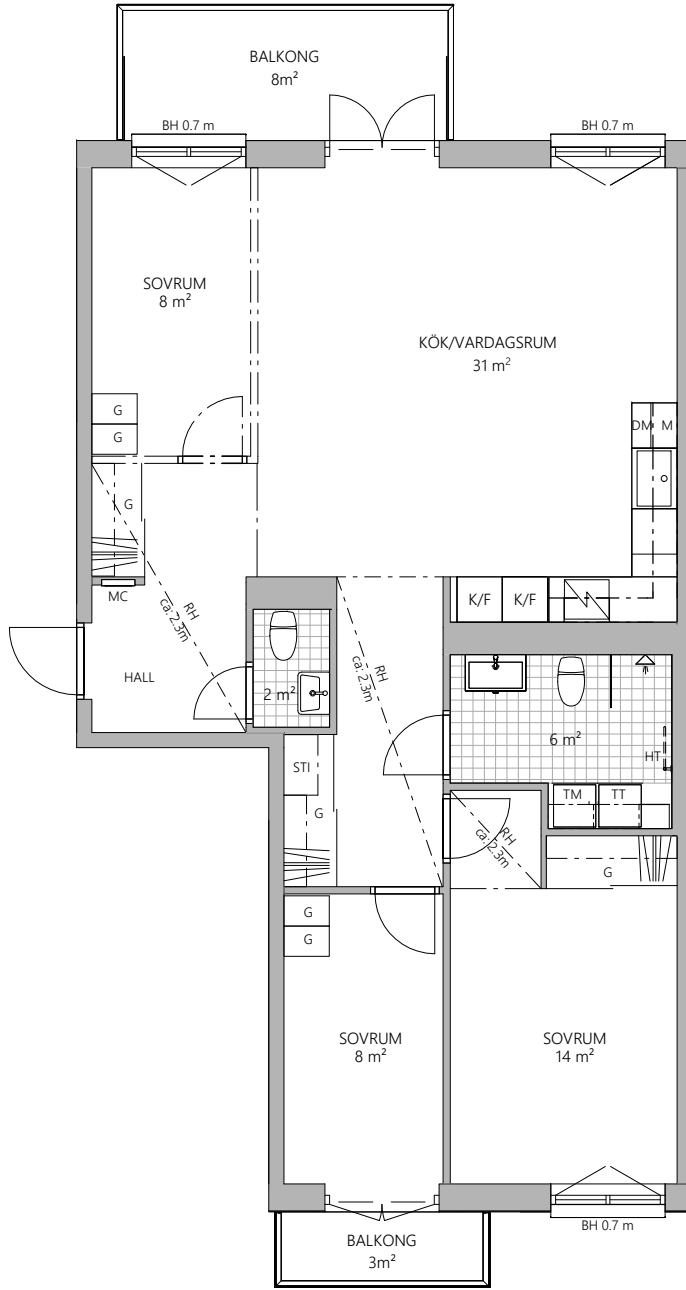 BALKONG
8m²
BH 0.7 m
BH 0.7 m
SOVRUM
8 m²
KÖK/VARDAGSRUM
31 m²
G
G
DM M
G
MC
RH
ca: 2.3m
K/F K/F
HALL
2 m²
RH
ca: 2.3m
6 m²
HT
STI
G
TM TT
RH
ca: 2.3m
G
G
G
SOVRUM
8 m²
SOVRUM
14 m²
BALKONG
3m²
BH 0.7 m